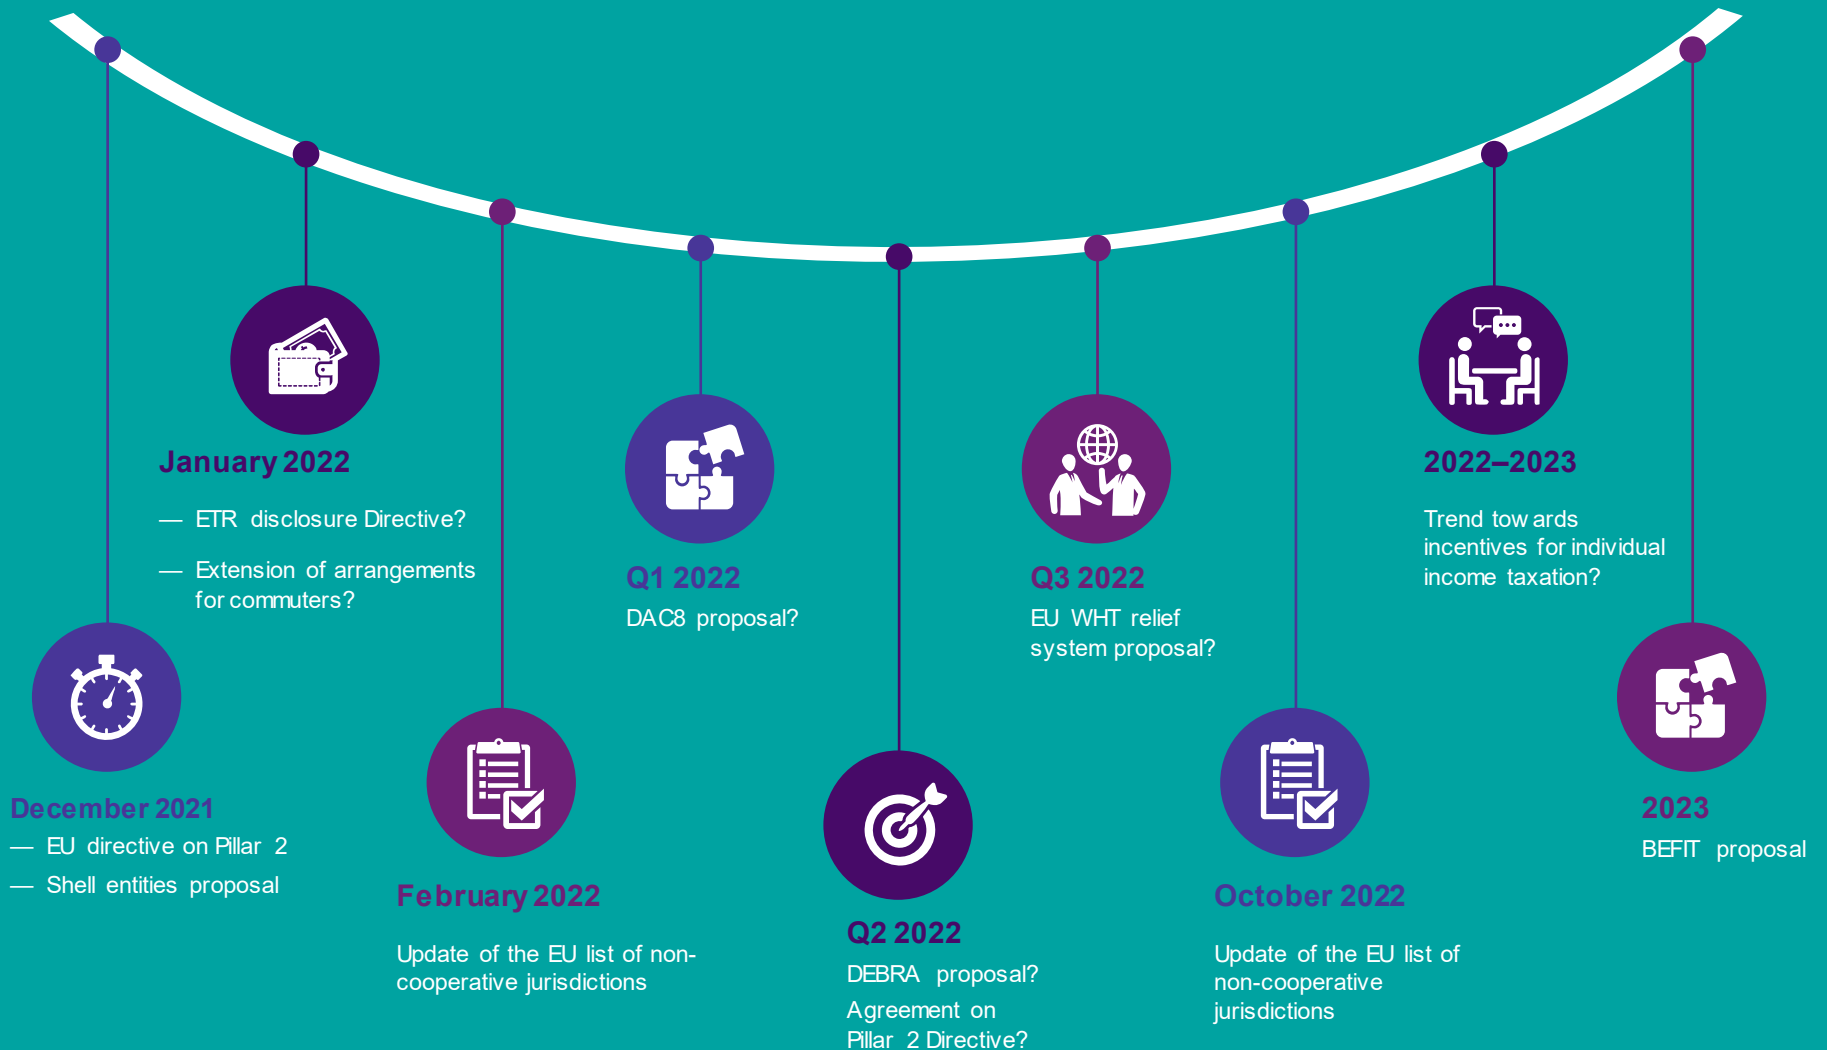 December 2021
— EU directive on Pillar 2
— Shell entities proposal
January 2022
— ETR disclosure Directive?
— Extension of arrangements
for commuters?
February 2022
Update of the EU list of non-
cooperative jurisdictions
Q1 2022
DAC8 proposal?
Q2 2022
DEBRA proposal?
Agreement on
Pillar 2 Directive?
Q3 2022
EU WHT relief
system proposal?
October 2022
Update of the EU list of
non-cooperative
jurisdictions
2022–2023
Trend towards
incentives for individual
income taxation?
2023
BEFIT proposal